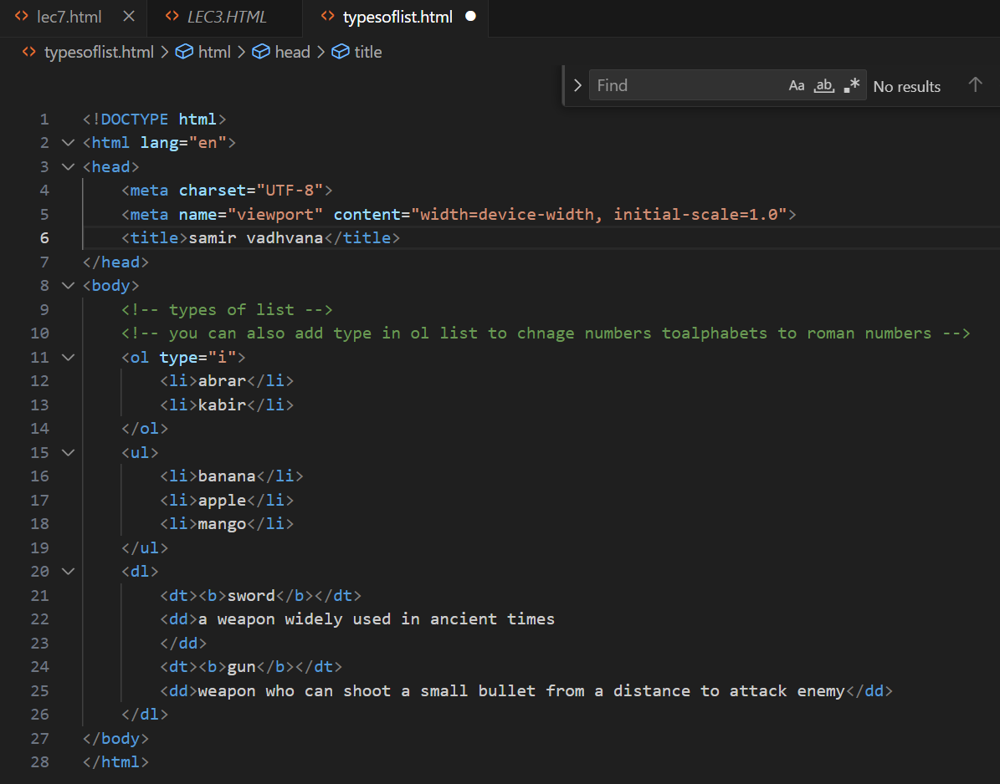 lec7.html LEC3.HTML typesoflist.html
typesoflist.html > html > head > title
Find Aa ab .* No results
1 <!DOCTYPE html>
2 <html lang="en">
3 <head>
4     <meta charset="UTF-8">
5     <meta name="viewport" content="width=device-width, initial-scale=1.0">
6     <title>samir vadhvana</title>
7 </head>
8 <body>
9     <!-- types of list -->
10     <!-- you can also add type in ol list to chnage numbers toalphabets to roman numbers -->
11     <ol type="i">
12         <li>abrar</li>
13         <li>kabir</li>
14     </ol>
15     <ul>
16         <li>banana</li>
17         <li>apple</li>
18         <li>mango</li>
19     </ul>
20     <dl>
21         <dt><b>sword</b></dt>
22         <dd>a weapon widely used in ancient times
23         </dd>
24         <dt><b>gun</b></dt>
25         <dd>weapon who can shoot a small bullet from a distance to attack enemy</dd>
26     </dl>
27 </body>
28 </html>